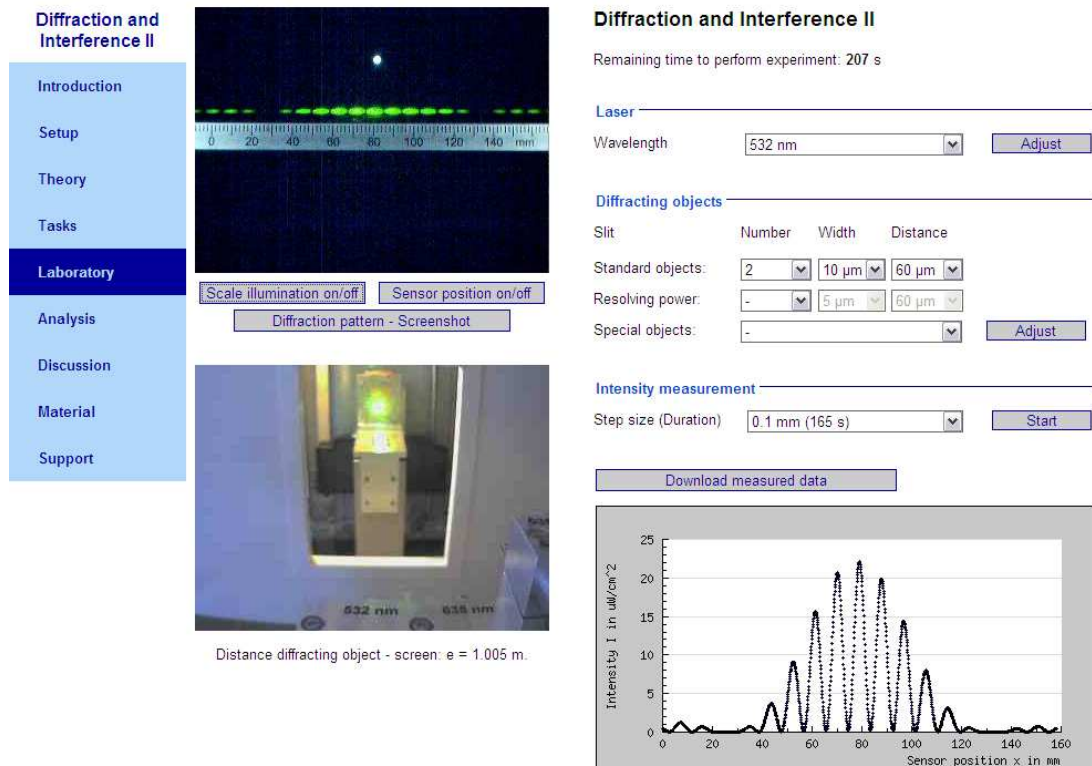 Diffraction and
Interference II
Introduction
Setup
Theory
Tasks
Laboratory
Analysis
Discussion
Material
Support
0 20 40 60 80 100 120 140 mm
Scale illumination on/off Sensor position on/off
Diffraction pattern - Screenshot
532 nm 635 nm
Distance diffracting object - screen: e = 1.005 m.
Diffraction and Interference II
Remaining time to perform experiment: 207 s
Laser
Wavelength 532 nm Adjust
Diffracting objects
Slit Number Width Distance
Standard objects: 2 10 µm 60 µm
Resolving power: - 5 µm 60 µm
Special objects: - Adjust
Intensity measurement
Step size (Duration) 0.1 mm (165 s) Start
Download measured data
Intensity I in uW/cm^2
25
20
15
10
5
0
0 20 40 60 80 100 120 140 160
Sensor position x in mm